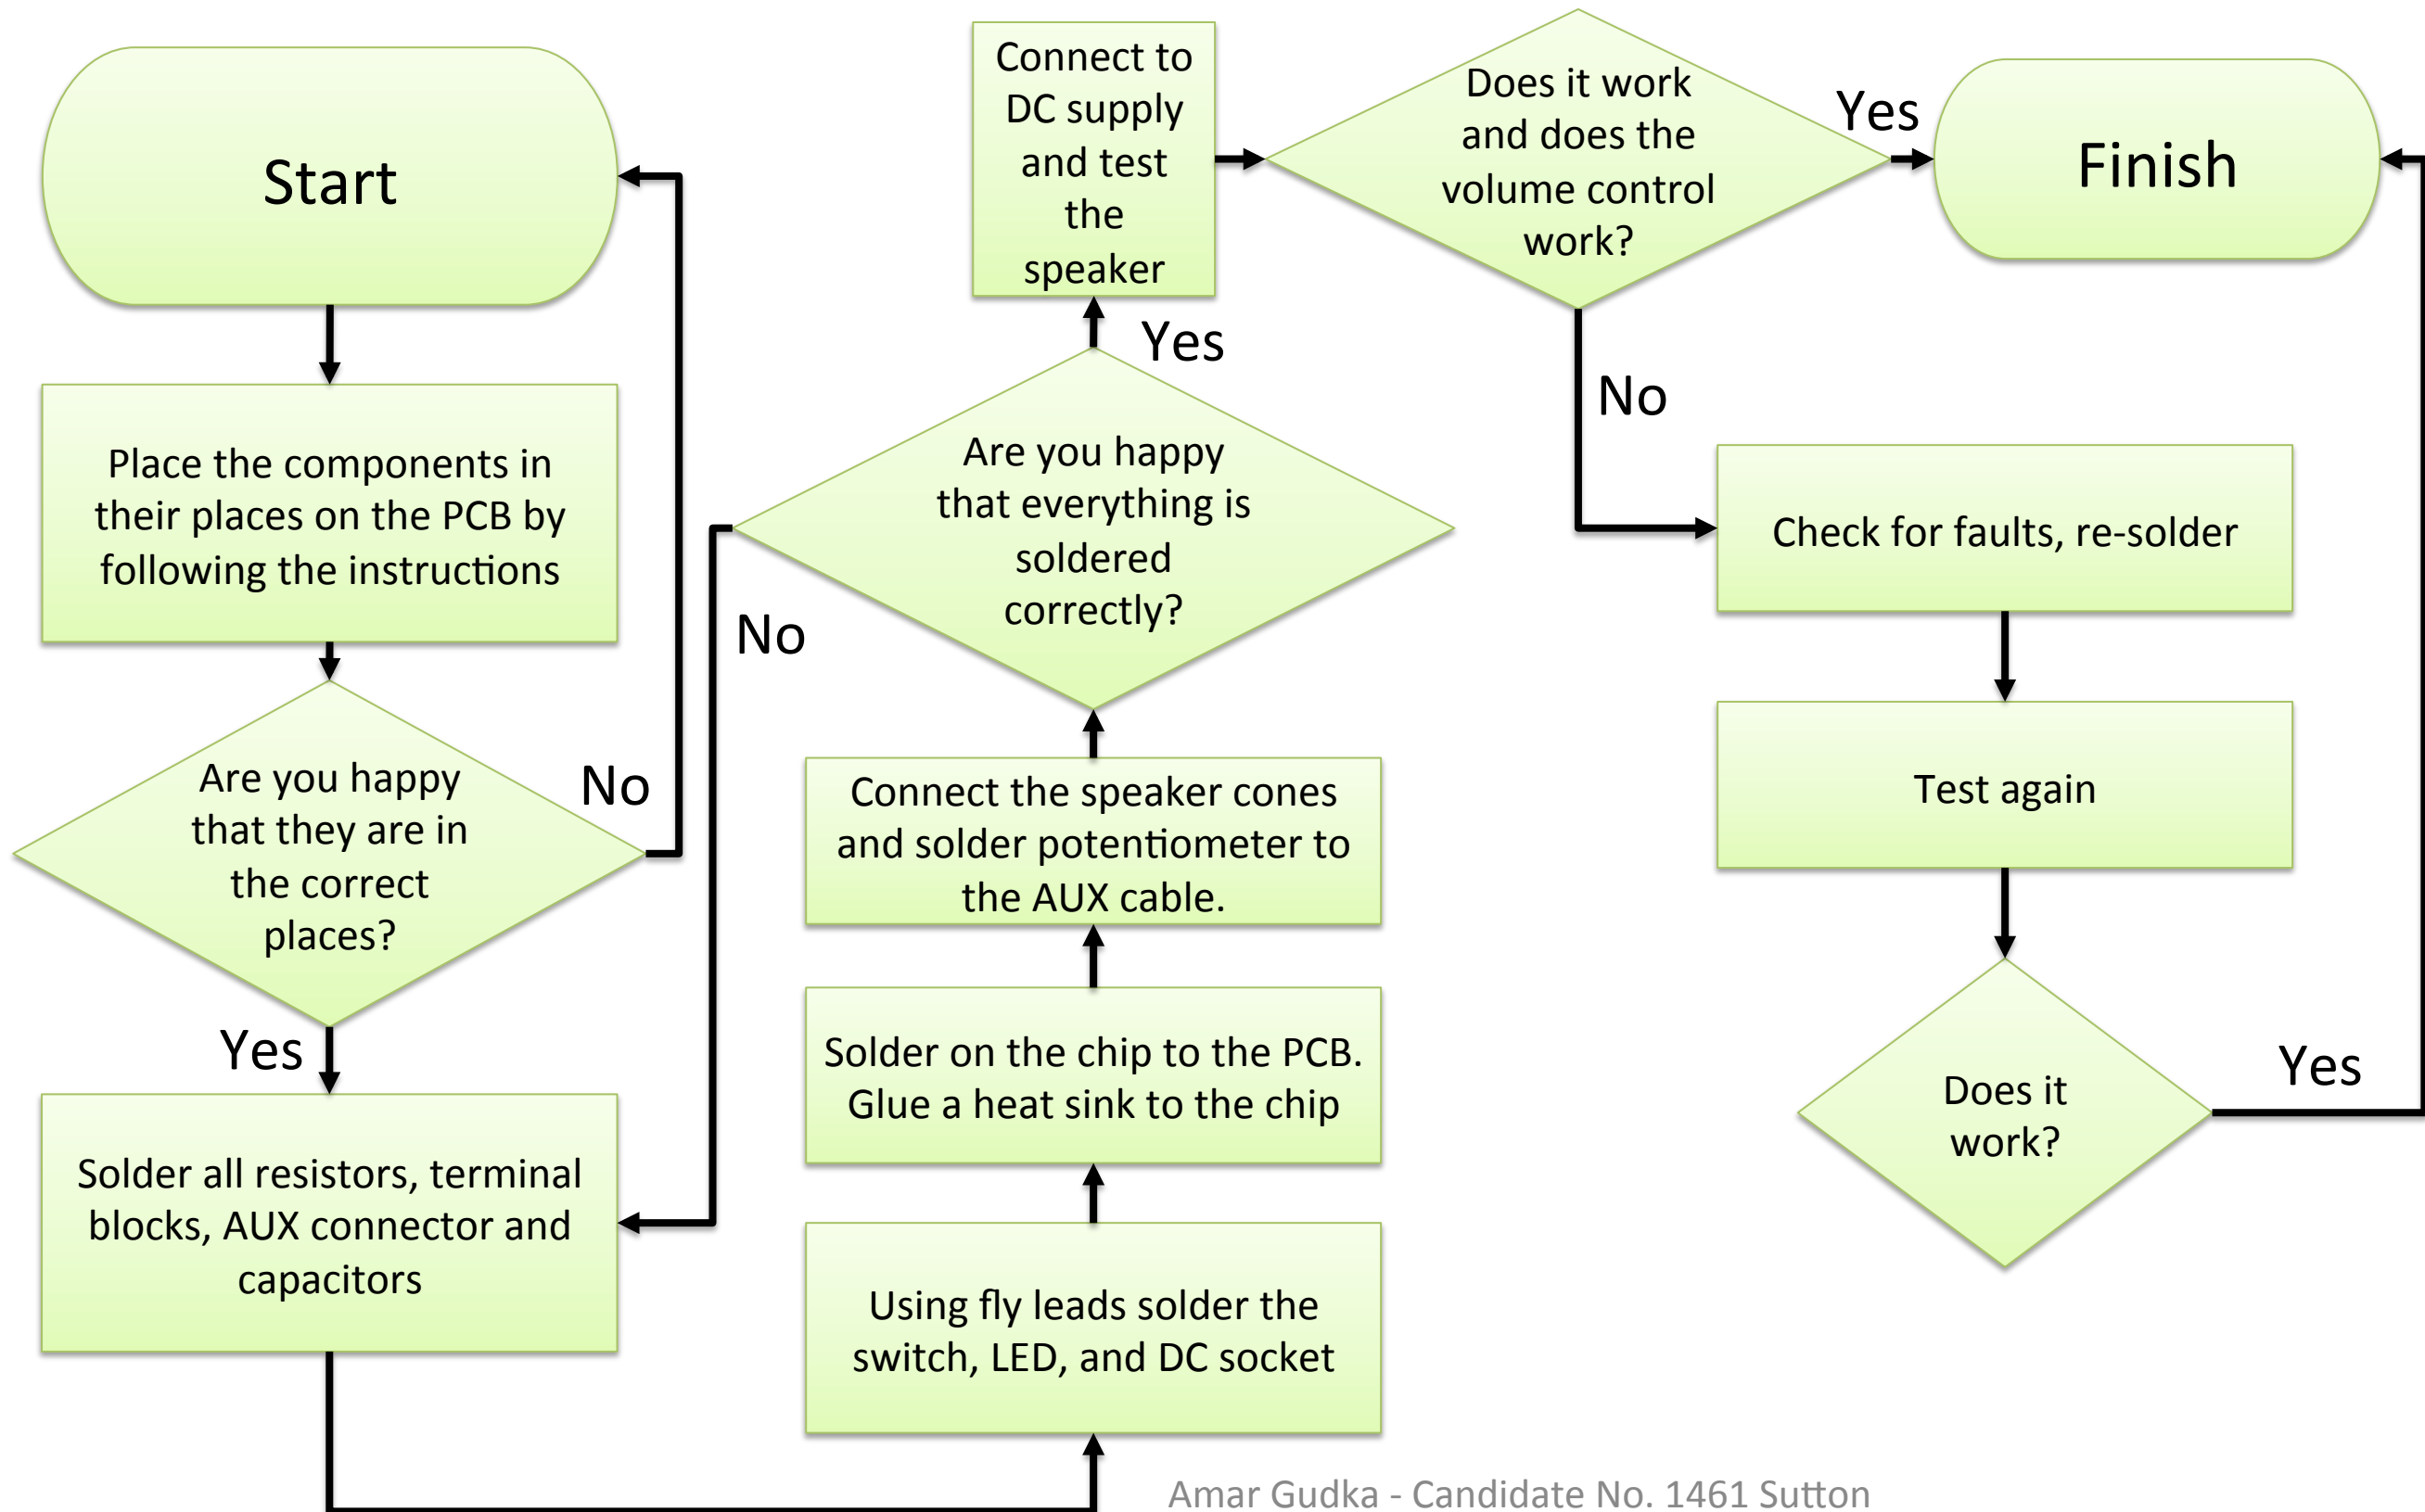 Start
Place the components in
their places on the PCB by
following the instructions
Are you happy
that they are in
the correct
places?
No
Yes
Solder all resistors, terminal
blocks, AUX connector and
capacitors
Using fly leads solder the
switch, LED, and DC socket
Solder on the chip to the PCB.
Glue a heat sink to the chip
Connect the speaker cones
and solder potentiometer to
the AUX cable.
Are you happy
that everything is
soldered
correctly?
No
Yes
Connect to
DC supply
and test
the
speaker
Does it work
and does the
volume control
work?
Yes
Finish
No
Check for faults, re-solder
Test again
Does it
work?
Yes
Amar Gudka - Candidate No. 1461 Sutton